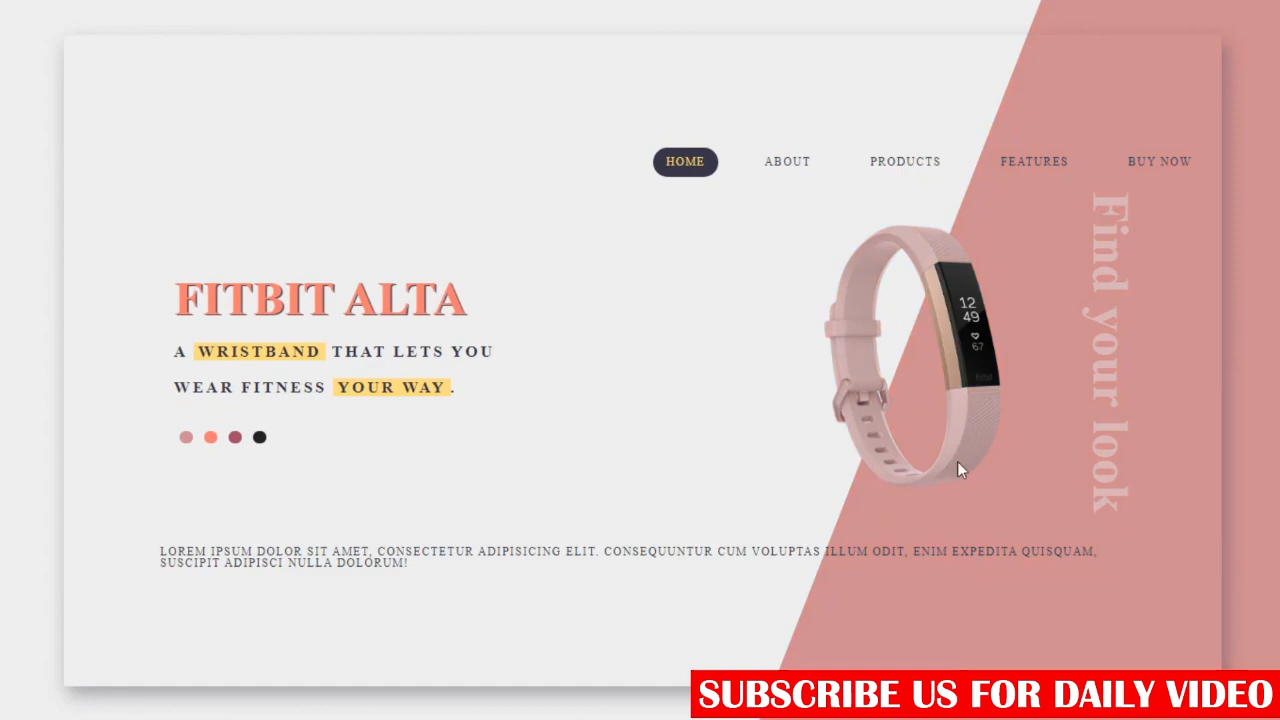 HOME ABOUT PRODUCTS FEATURES BUY NOW
Find your look
12
49
67
FITBIT ALTA
A WRISTBAND THAT LETS YOU
WEAR FITNESS YOUR WAY .
LOREM IPSUM DOLOR SIT AMET, CONSECTETUR ADIPISICING ELIT. CONSEQUUNTUR CUM VOLUPTAS ILLUM ODIT, ENIM EXPEDITA QUISQUAM,
SUSCIPIT ADIPISCI NULLA DOLORUM!
SUBSCRIBE US FOR DAILY VIDEO